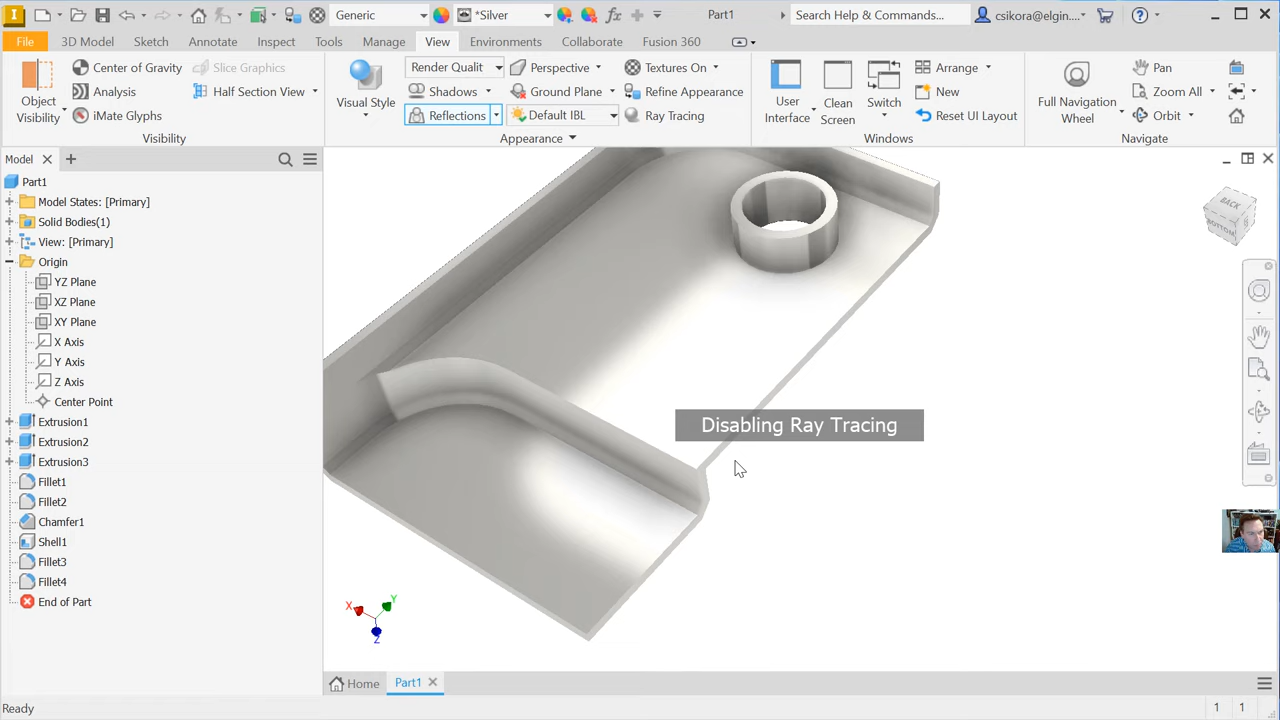 Generic
*Silver
Part1
Search Help & Commands...
csikora@elgin....
File
3D Model
Sketch
Annotate
Inspect
Tools
Manage
View
Environments
Collaborate
Fusion 360
Object
Visibility
Center of Gravity
Analysis
iMate Glyphs
Slice Graphics
Half Section View
Visibility
Visual Style
Render Qualit
Shadows
Reflections
Perspective
Ground Plane
Default IBL
Textures On
Refine Appearance
Ray Tracing
Appearance
User
Interface
Clean
Screen
Switch
Arrange
New
Reset UI Layout
Windows
Full Navigation
Wheel
Pan
Zoom All
Orbit
Navigate
Model
Part1
Model States: [Primary]
Solid Bodies(1)
View: [Primary]
Origin
YZ Plane
XZ Plane
XY Plane
X Axis
Y Axis
Z Axis
Center Point
Extrusion1
Extrusion2
Extrusion3
Fillet1
Fillet2
Chamfer1
Shell1
Fillet3
Fillet4
End of Part
Disabling Ray Tracing
BACK
BOTTOM
X
Y
Z
Home
Part1
Ready
1
1